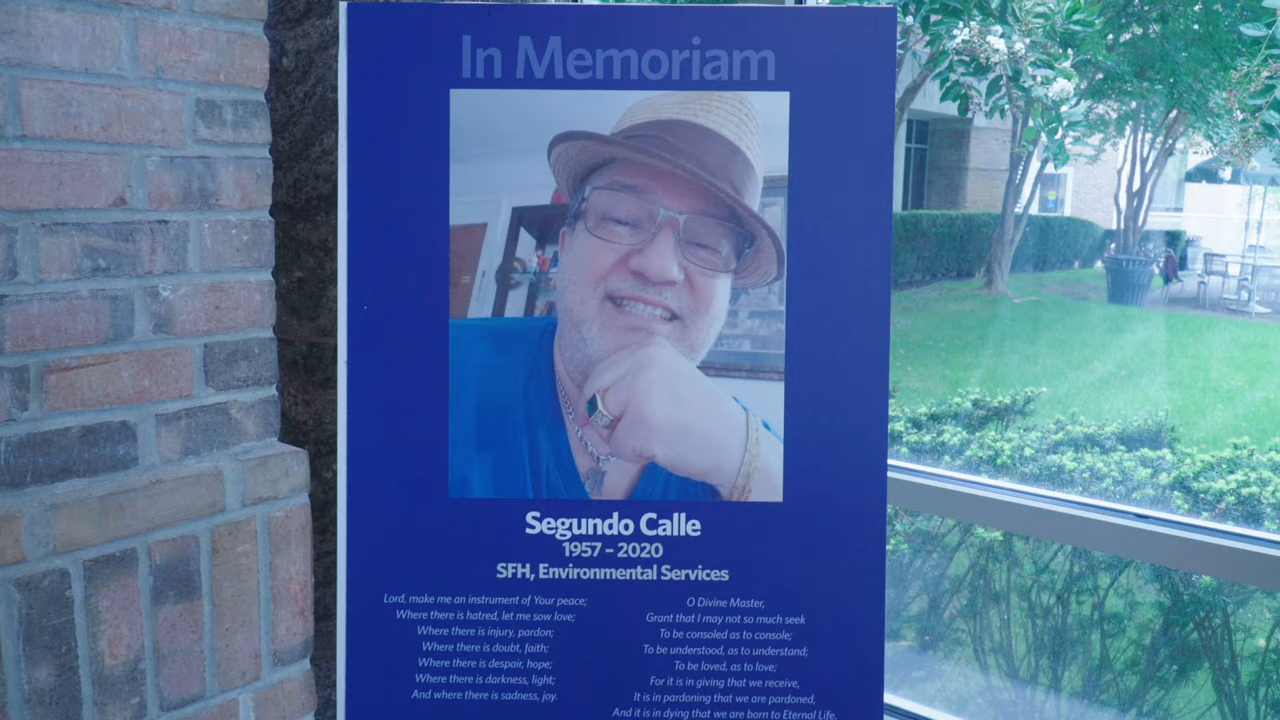 In Memoriam
Segundo Calle
1957 – 2020
SFH, Environmental Services
Lord, make me an instrument of Your peace;
Where there is hatred, let me sow love;
Where there is injury, pardon;
Where there is doubt, faith;
Where there is despair, hope;
Where there is darkness, light;
And where there is sadness, joy.
O Divine Master,
Grant that I may not so much seek
To be consoled as to console;
To be understood, as to understand;
To be loved, as to love;
For it is in giving that we receive,
It is in pardoning that we are pardoned,
And it is in dying that we are born to Eternal Life.